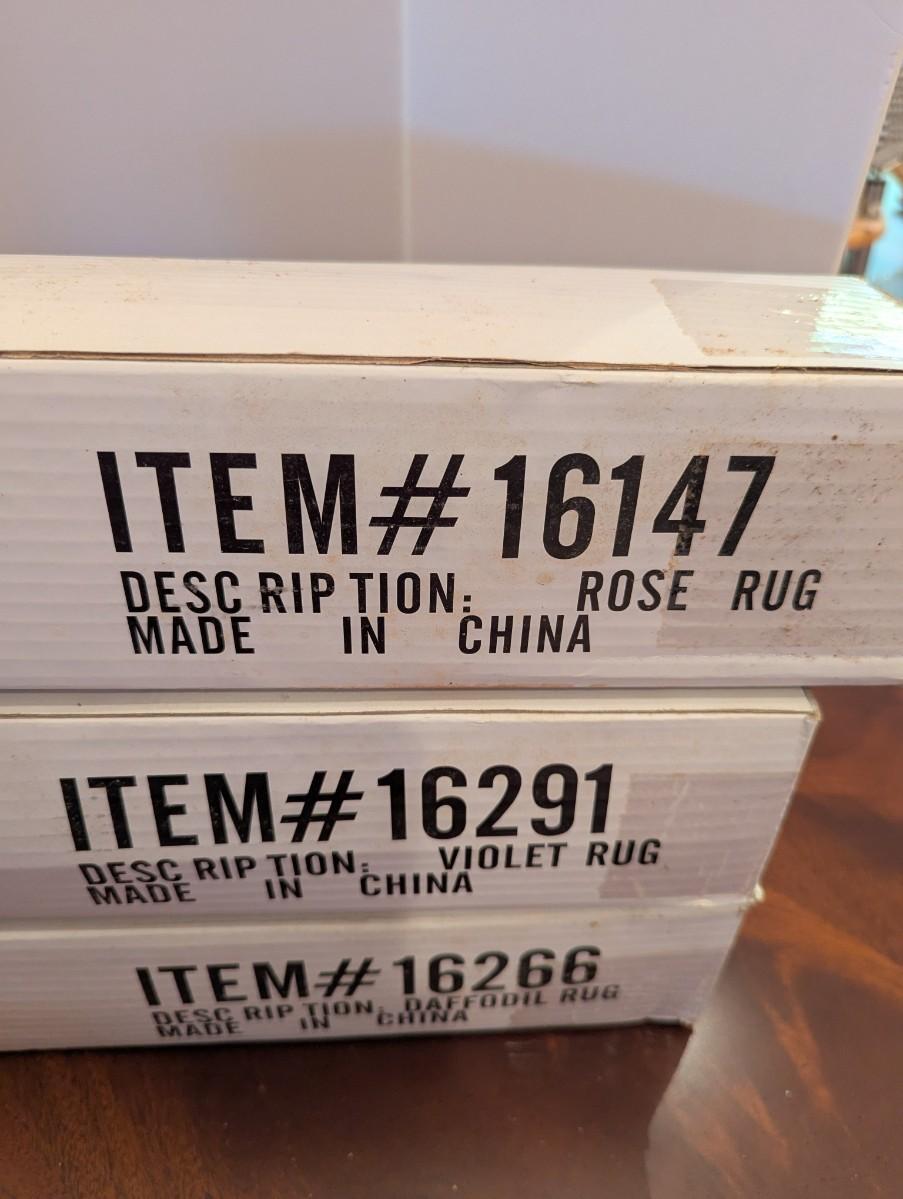 ITEM# 16147
DESC RIP TION: ROSE RUG
MADE IN CHINA
ITEM# 16291
DESC RIP TION: VIOLET RUG
MADE IN CHINA
ITEM# 16266
DESC RIP TION: DAFFODIL RUG
MADE IN CHINA